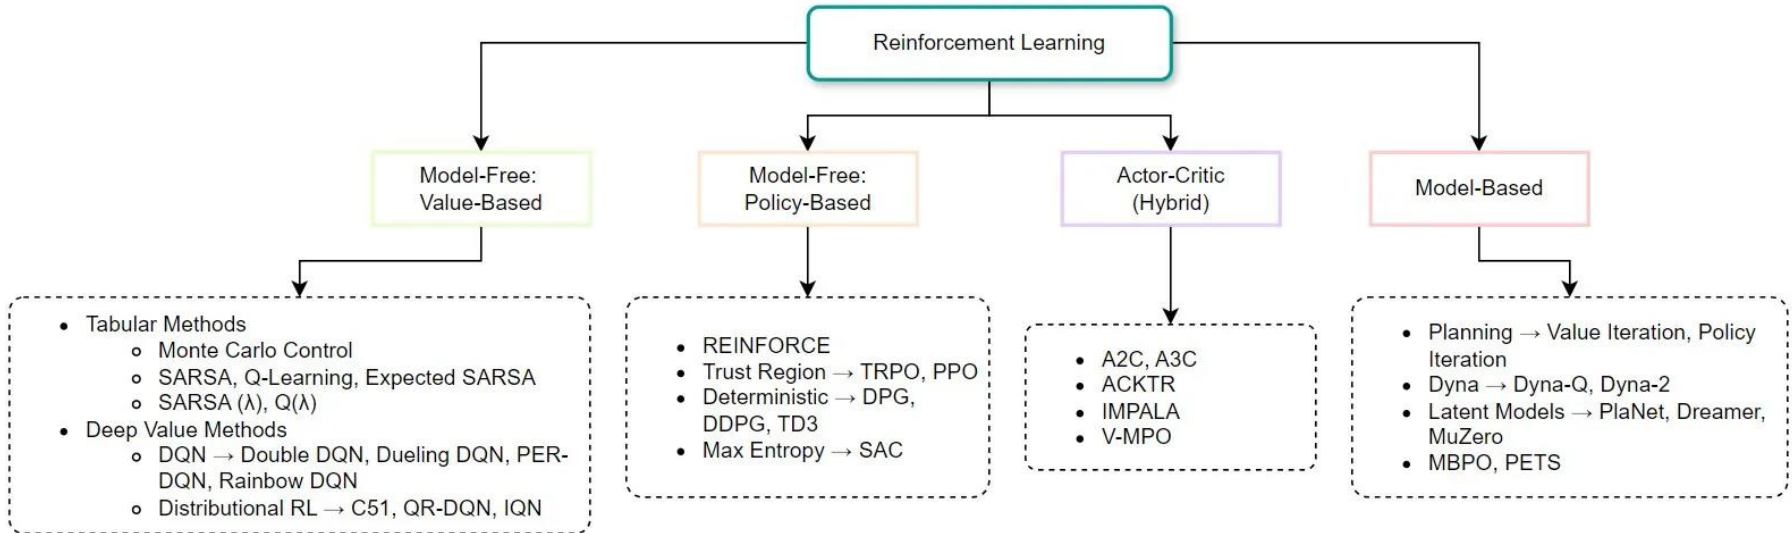 Reinforcement Learning
Model-Free:
Value-Based
Model-Free:
Policy-Based
Actor-Critic
(Hybrid)
Model-Based
• Tabular Methods
o Monte Carlo Control
o SARSA, Q-Learning, Expected SARSA
o SARSA (λ), Q(λ)
• Deep Value Methods
o DQN → Double DQN, Dueling DQN, PER-
DQN, Rainbow DQN
o Distributional RL → C51, QR-DQN, IQN
• REINFORCE
• Trust Region → TRPO, PPO
• Deterministic → DPG,
DDPG, TD3
• Max Entropy → SAC
• A2C, A3C
• ACKTR
• IMPALA
• V-MPO
• Planning → Value Iteration, Policy
Iteration
• Dyna → Dyna-Q, Dyna-2
• Latent Models → PlaNet, Dreamer,
MuZero
• MBPO, PETS